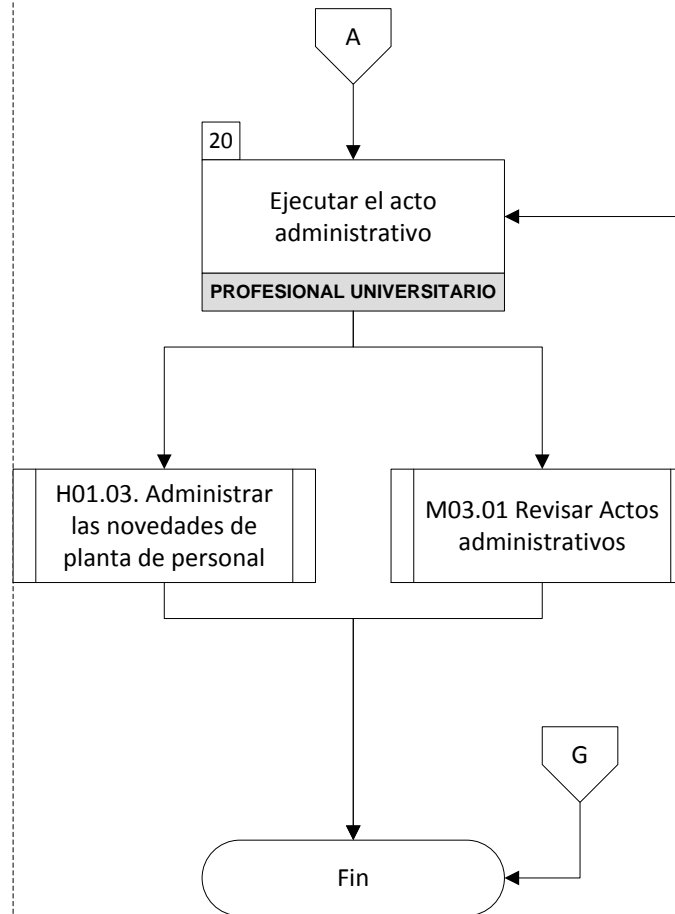 A
20
Ejecutar el acto
administrativo
PROFESIONAL UNIVERSITARIO
H01.03. Administrar
las novedades de
planta de personal
M03.01 Revisar Actos
administrativos
G
Fin